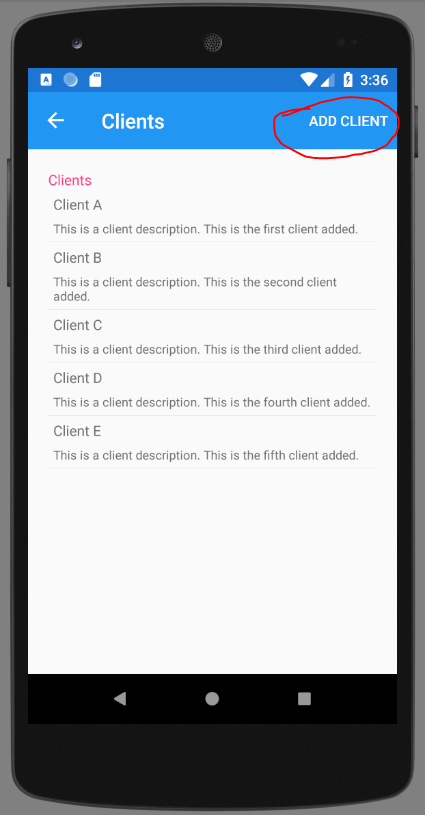 A
3:36
Clients
ADD CLIENT
Clients
Client A
This is a client description. This is the first client added.
Client B
This is a client description. This is the second client
added.
Client C
This is a client description. This is the third client added.
Client D
This is a client description. This is the fourth client added.
Client E
This is a client description. This is the fifth client added.